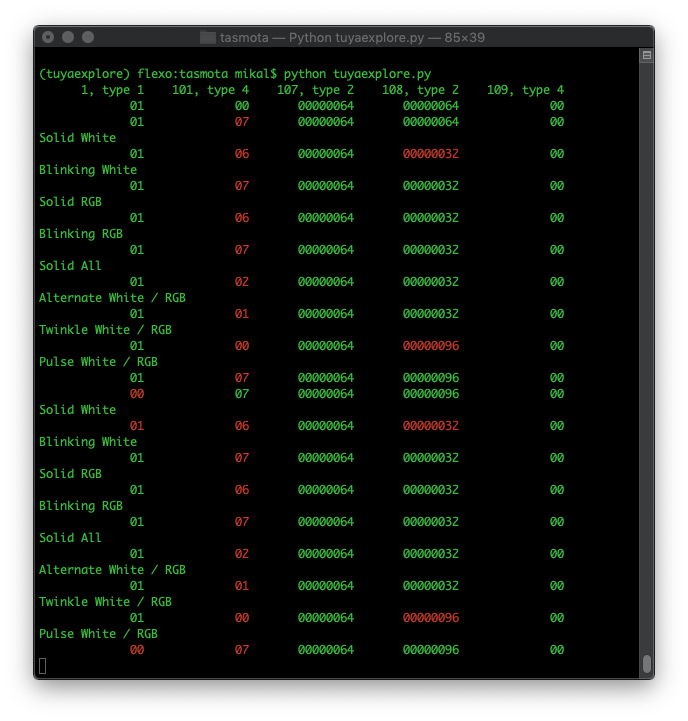 tasmota — Python tuyaexplore.py — 85×39
(tuyaexplore) flexo:tasmota mikal$ python tuyaexplore.py
1, type 1 101, type 4 107, type 2 108, type 2 109, type 4
01 00 00000064 00000064 00
01 07 00000064 00000064 00
Solid White
01 06 00000064 00000032 00
Blinking White
01 07 00000064 00000032 00
Solid RGB
01 06 00000064 00000032 00
Blinking RGB
01 07 00000064 00000032 00
Solid All
01 02 00000064 00000032 00
Alternate White / RGB
01 01 00000064 00000032 00
Twinkle White / RGB
01 00 00000064 00000096 00
Pulse White / RGB
01 07 00000064 00000096 00
00 07 00000064 00000096 00
Solid White
01 06 00000064 00000032 00
Blinking White
01 07 00000064 00000032 00
Solid RGB
01 06 00000064 00000032 00
Blinking RGB
01 07 00000064 00000032 00
Solid All
01 02 00000064 00000032 00
Alternate White / RGB
01 01 00000064 00000032 00
Twinkle White / RGB
01 00 00000064 00000096 00
Pulse White / RGB
00 07 00000064 00000096 00